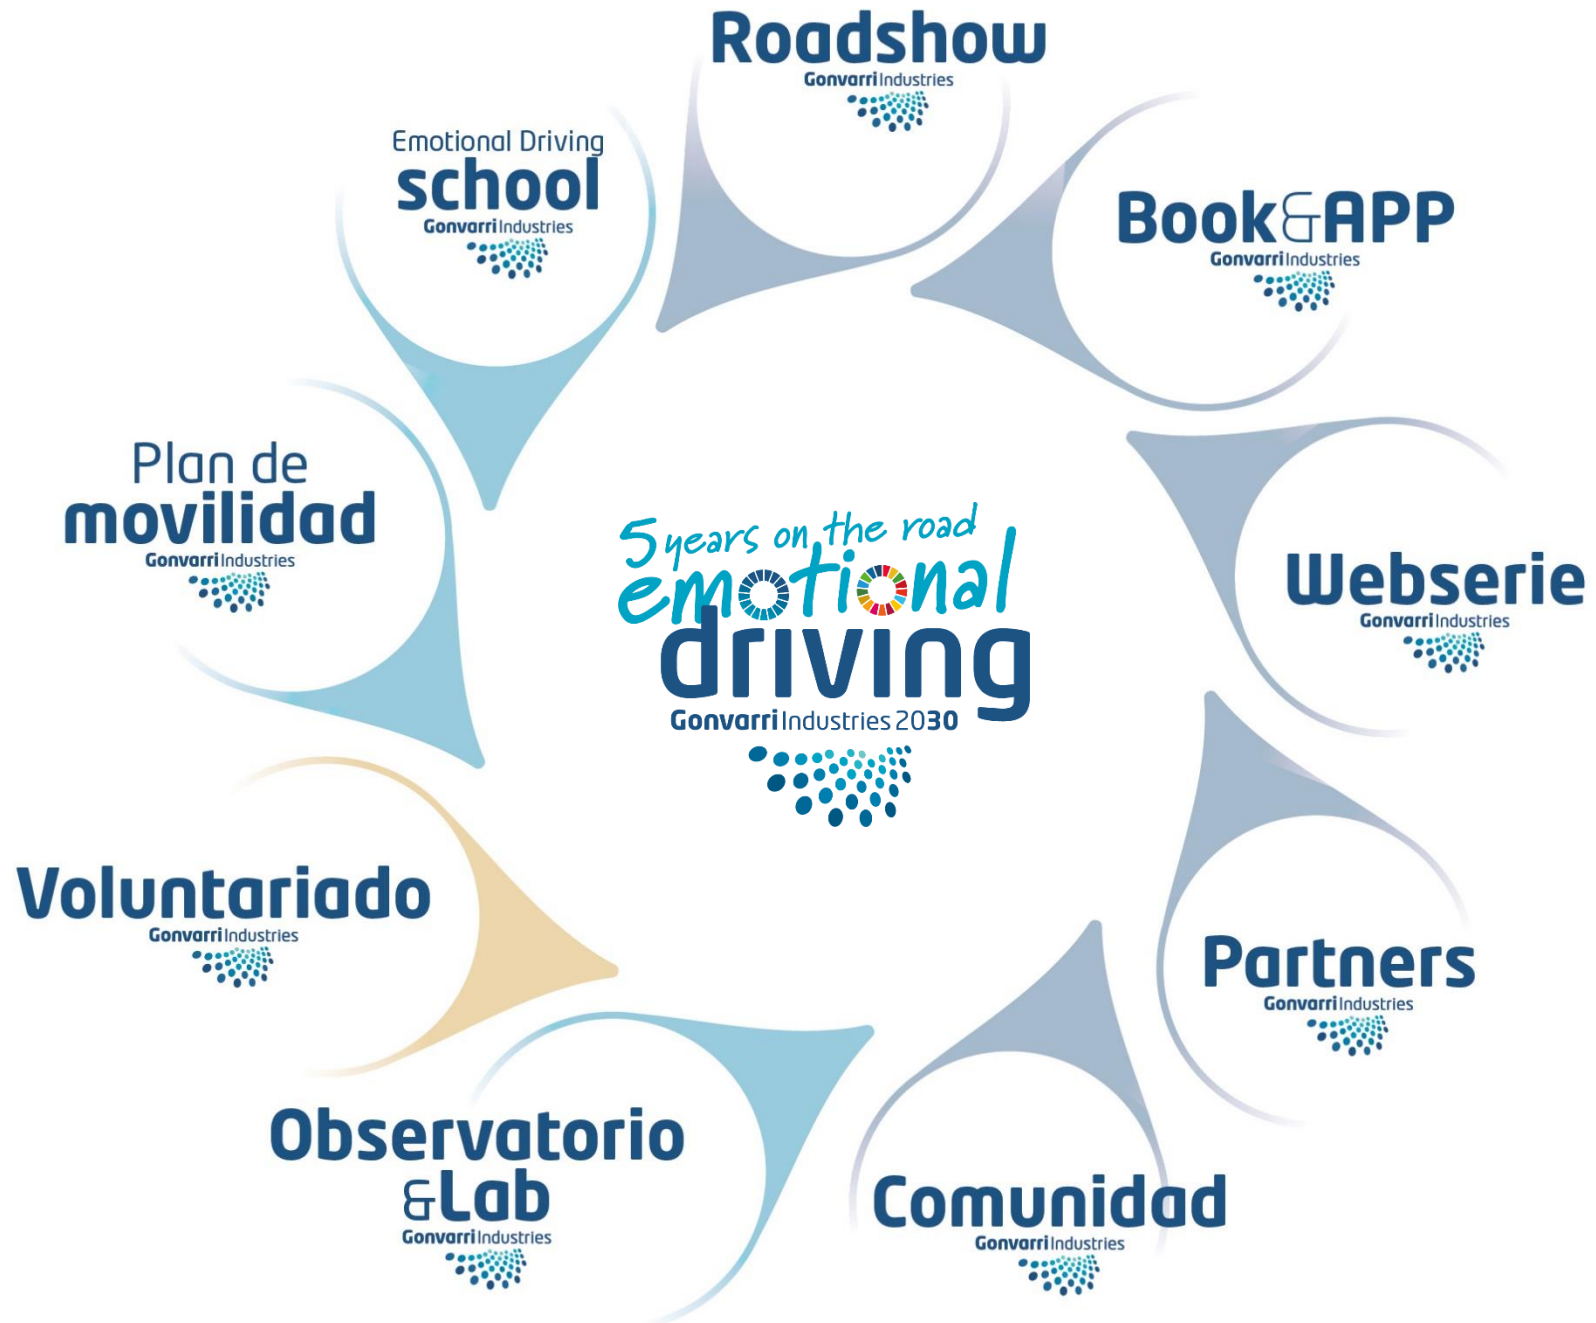 Roadshow
Gonvarri Industries
Emotional Driving
school
Gonvarri Industries
Book&APP
Gonvarri Industries
Plan de
movilidad
Gonvarri Industries
5 years on the road
emotional
driving
Gonvarri Industries 2030
Webserie
Gonvarri Industries
Voluntariado
Gonvarri Industries
Partners
Gonvarri Industries
Observatorio
&Lab
Gonvarri Industries
Comunidad
Gonvarri Industries